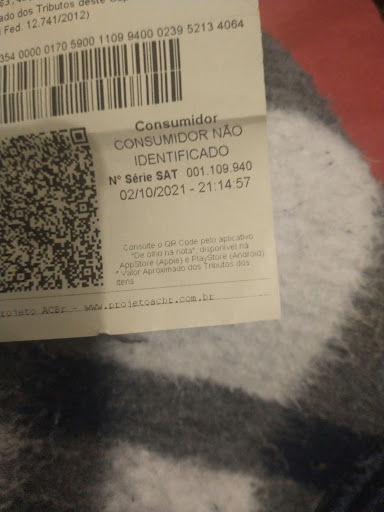 ado dos Tributos deste
Fed. 12.741/2012)
354 0000 0170 5900 1109 9400 0239 5213 4064
Consumidor
CONSUMIDOR NÃO
IDENTIFICADO
Nº Série SAT 001.109.940
02/10/2021 - 21:14:57
Consulte o QR Code pelo aplicativo
"De olho na nota", disponível na
AppStore (Apple) e PlayStore (Android)
* Valor Aproximado dos Tributos dos
itens
rojeto ACBr - www.projetoacbr.com.br